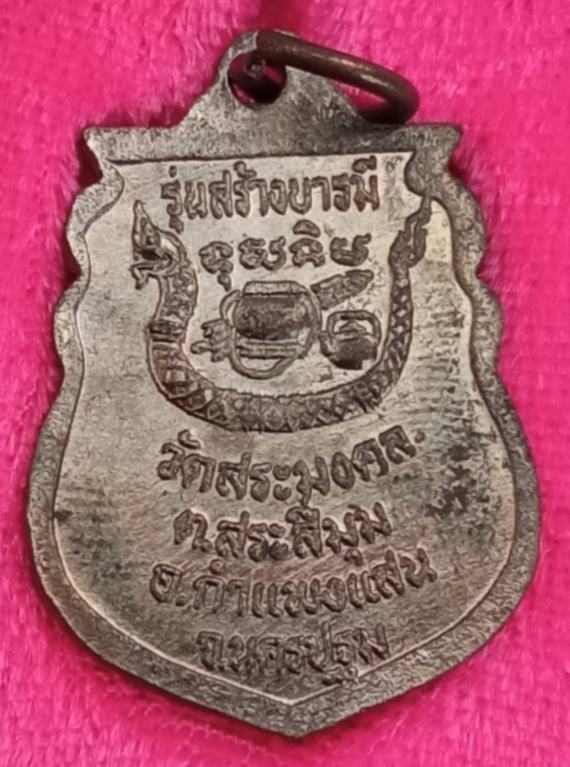 รุ่นสร้างบารมี
วัดสระมงคล.
ต.สระสี่มุม
อ.กำแพงแสน
จ.นครปฐม